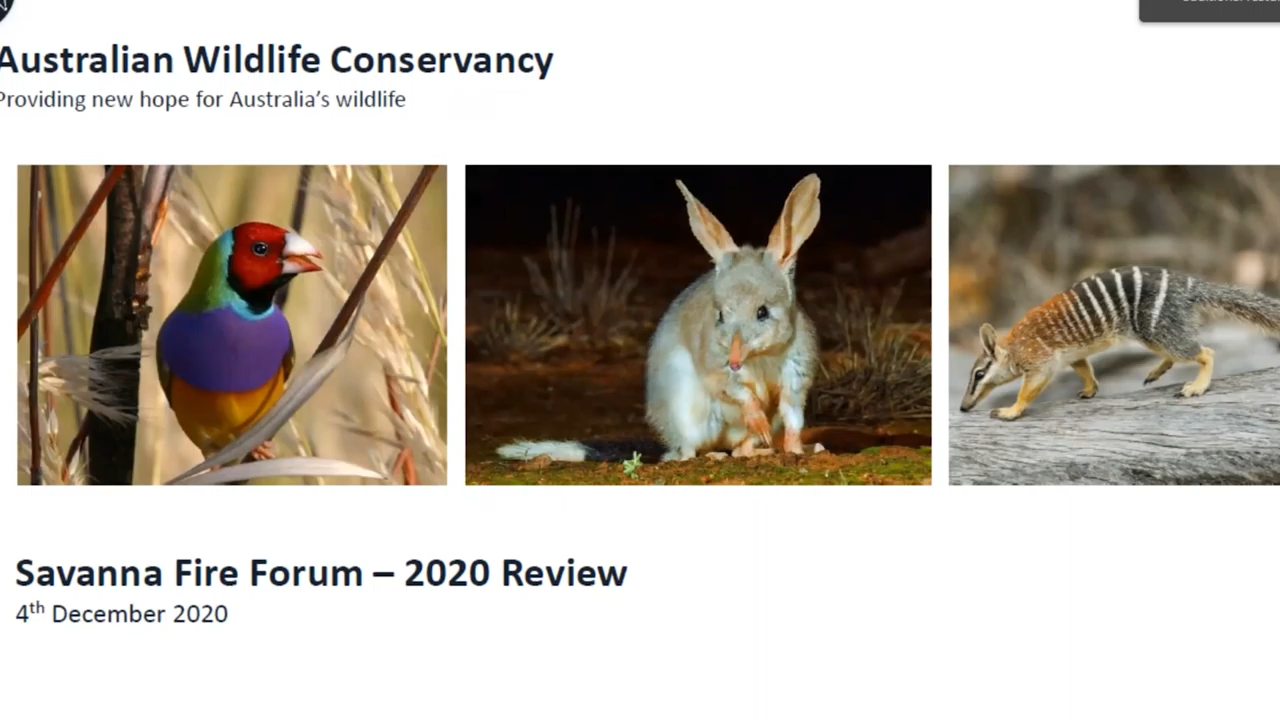 Australian Wildlife Conservancy
Providing new hope for Australia's wildlife
Savanna Fire Forum – 2020 Review
4th December 2020